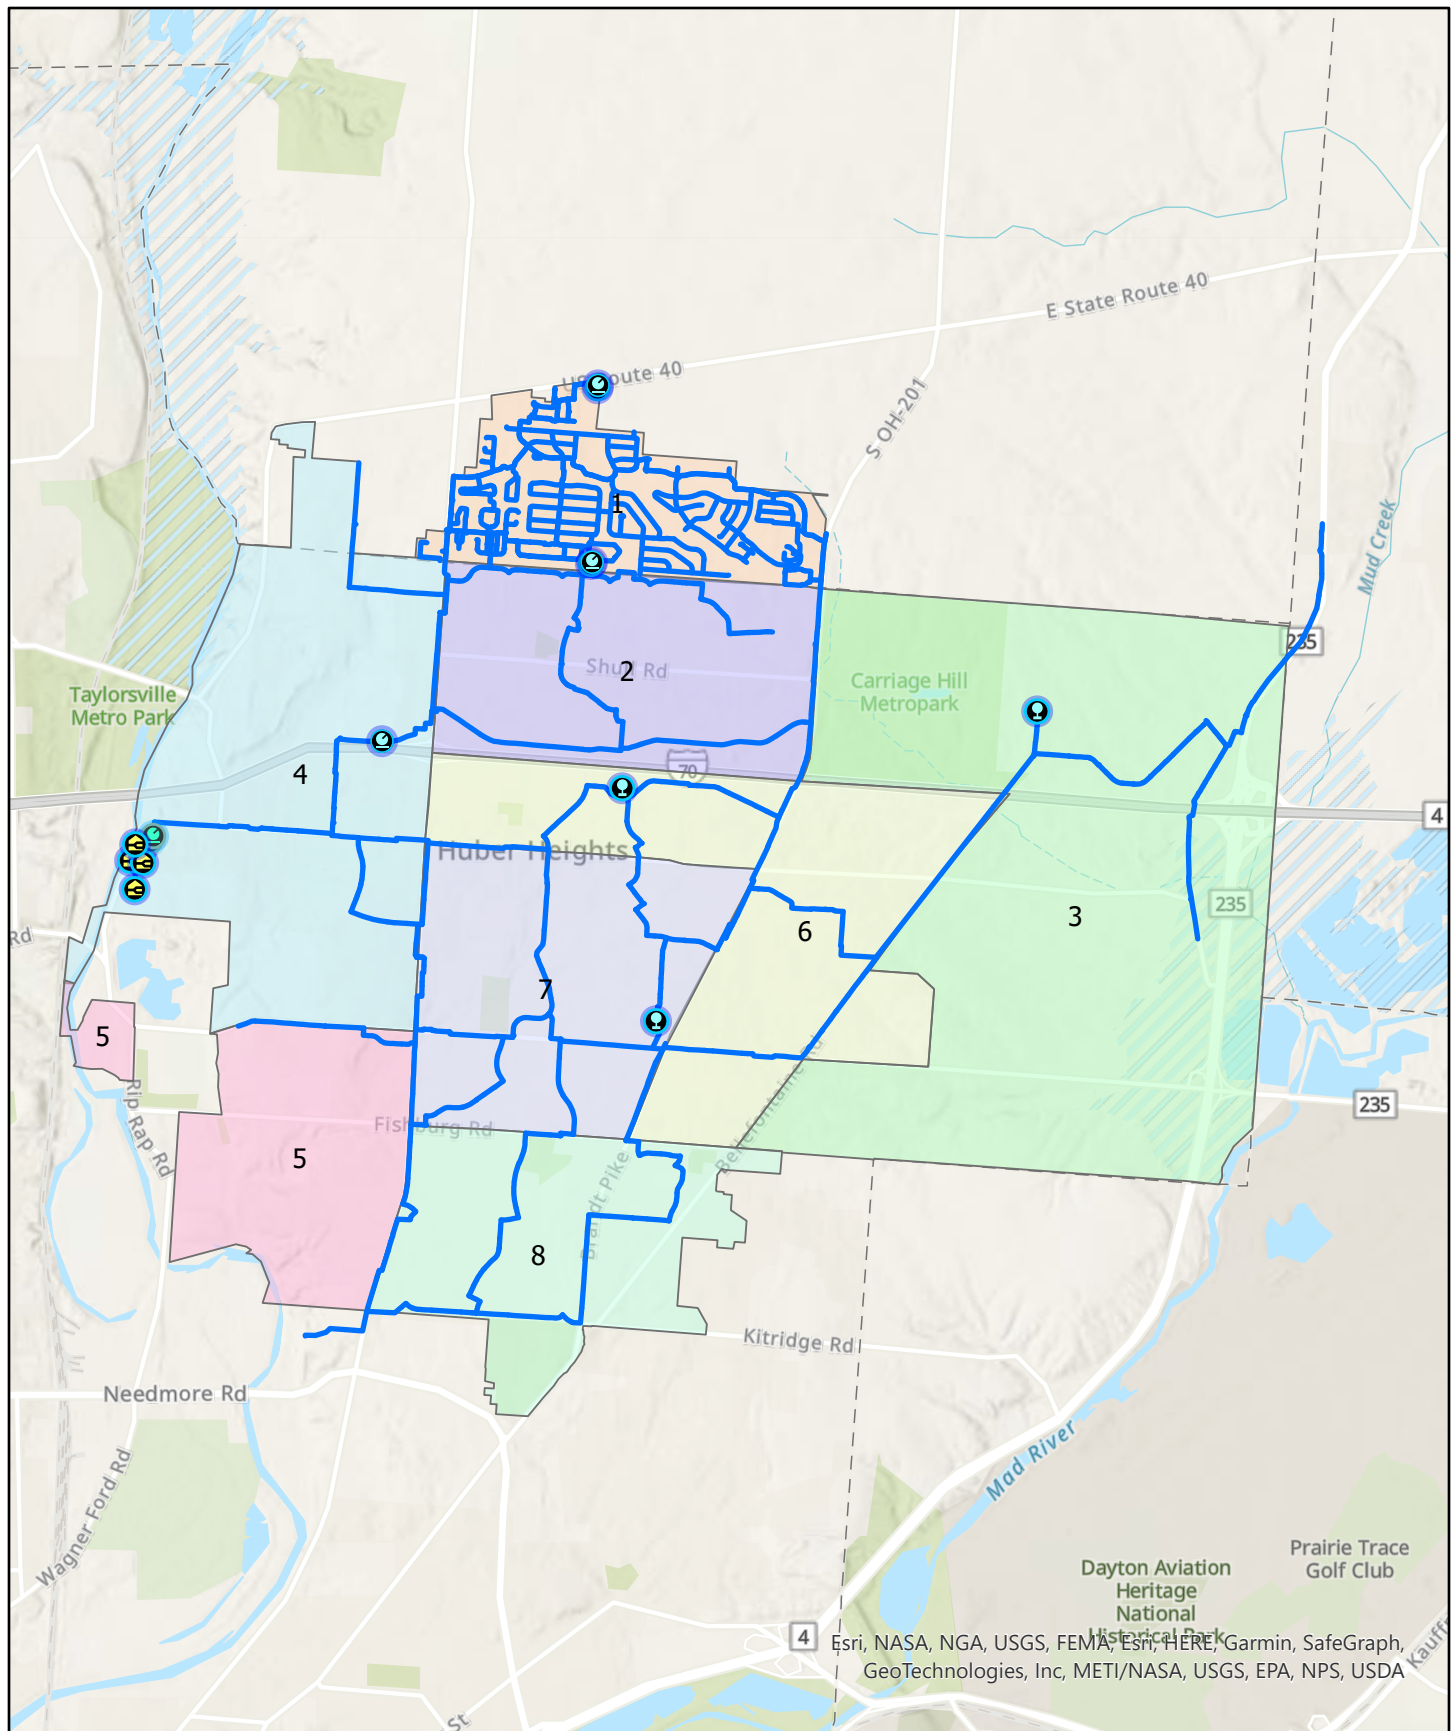 E State Route 40
US Route 40
S OH-201
1
Mud Creek
235
Shull Rd
2
Carriage Hill
Metropark
Taylorsville
Metro Park
70
4
4
Huber Heights
235
3
6
Rd
7
5
Rip Rap Rd
Bellefontaine Rd
235
Fishburg Rd
5
Brandt Pike
8
Kitridge Rd
Needmore Rd
Mad River
Wagner Ford Rd
Prairie Trace
Golf Club
Dayton Aviation
Heritage
National
Historical Park
4
Esri, NASA, NGA, USGS, FEMA, Esri, HERE, Garmin, SafeGraph,
GeoTechnologies, Inc, METI/NASA, USGS, EPA, NPS, USDA
Kauffm
St